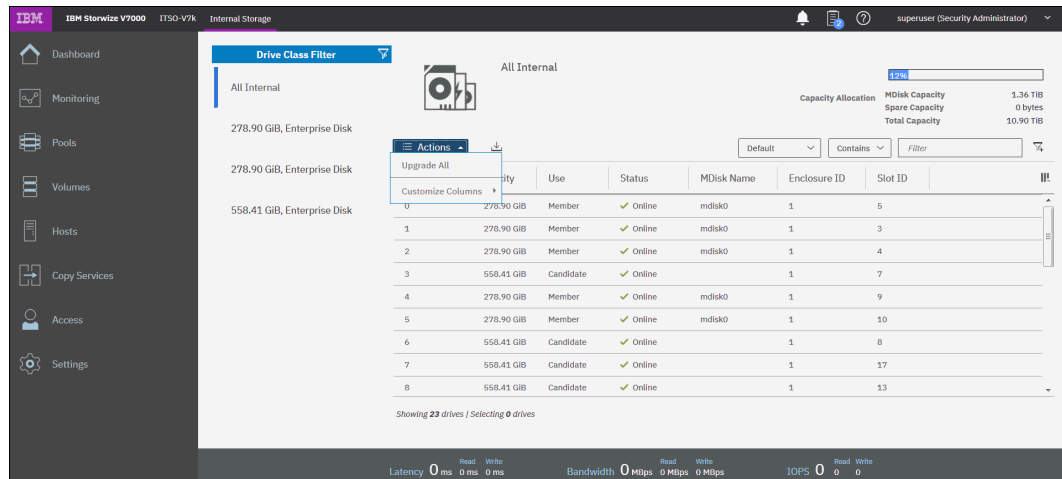 IBM IBM Storwize V7000 ITSO-V7k Internal Storage 2 superuser (Security Administrator)
Dashboard
Monitoring
Pools
Volumes
Hosts
Copy Services
Access
Settings
Drive Class Filter
All Internal
278.90 GiB, Enterprise Disk
278.90 GiB, Enterprise Disk
558.41 GiB, Enterprise Disk
All Internal
12%
Capacity Allocation
MDisk Capacity 1.36 TiB
Spare Capacity 0 bytes
Total Capacity 10.90 TiB
Actions Default Contains Filter
Upgrade All
Customize Columns
Use Status MDisk Name Enclosure ID Slot ID
0 278.90 GiB Member Online mdisk0 1 5
1 278.90 GiB Member Online mdisk0 1 3
2 278.90 GiB Member Online mdisk0 1 4
3 558.41 GiB Candidate Online 1 7
4 278.90 GiB Member Online mdisk0 1 9
5 278.90 GiB Member Online mdisk0 1 10
6 558.41 GiB Candidate Online 1 8
7 558.41 GiB Candidate Online 1 17
8 558.41 GiB Candidate Online 1 13
Showing 23 drives | Selecting 0 drives
Read Write Read Write Read Write
Latency 0 ms 0 ms 0 ms Bandwidth 0 MBps 0 MBps 0 MBps IOPS 0 0 0